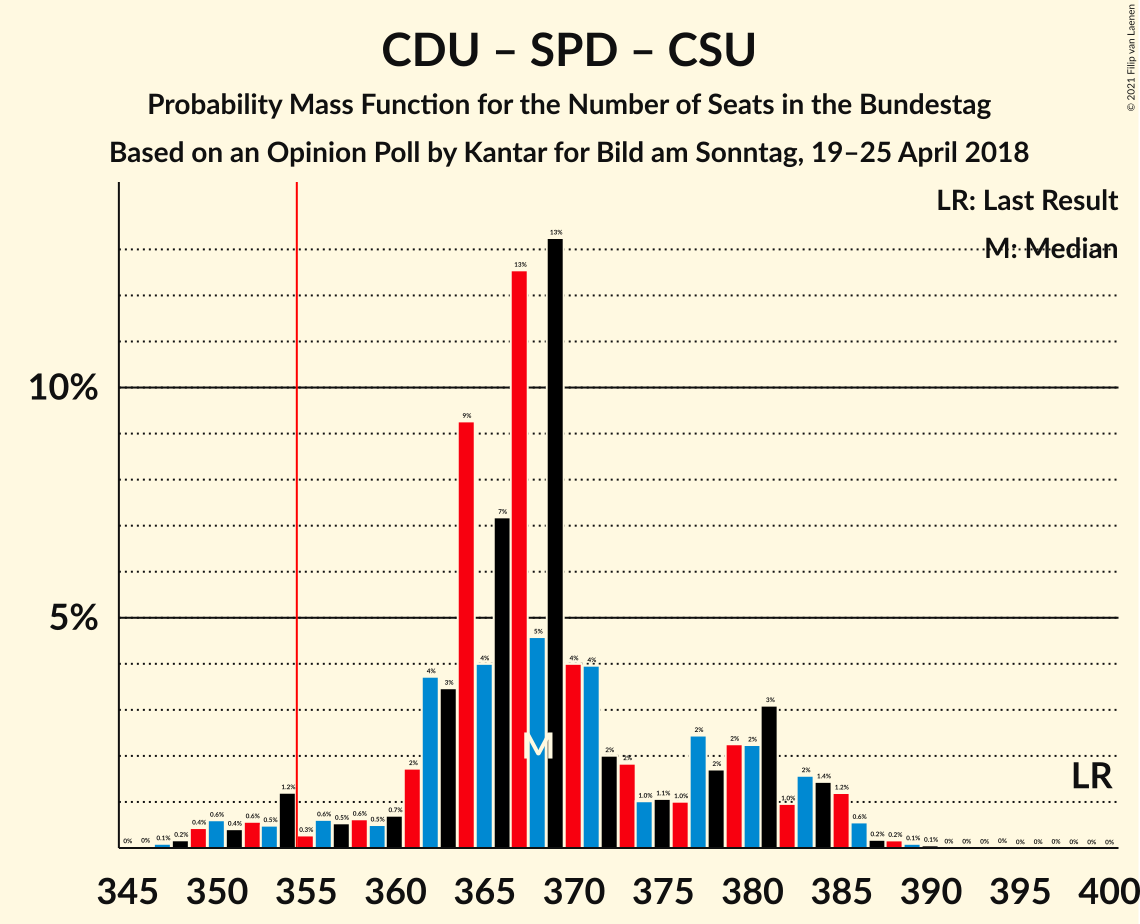 CDU – SPD – CSU
Probability Mass Function for the Number of Seats in the Bundestag
Based on an Opinion Poll by Kantar for Bild am Sonntag, 19–25 April 2018
© 2021 Filip van Laenen
LR: Last Result
M: Median
10%
5%
0% 0% 0.1% 0.2% 0.4% 0.6% 0.4% 0.6% 0.5% 1.2% 0.3% 0.6% 0.5% 0.6% 0.5% 0.7% 2% 4% 3% 9% 4% 7% 13% 5% 13% 4% 4% 2% 2% 1.0% 1.1% 1.0% 2% 2% 2% 2% 3% 1.0% 2% 1.4% 1.2% 0.6% 0.2% 0.2% 0.1% 0.1% 0% 0% 0% 0% 0% 0% 0% 0% 0% 0%
M
LR
345 350 355 360 365 370 375 380 385 390 395 400